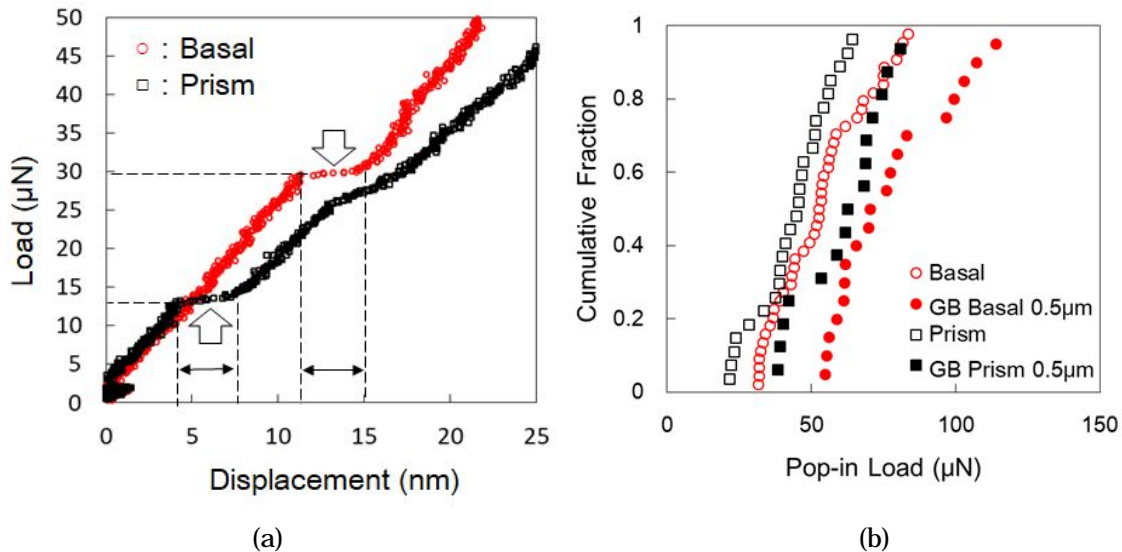 50
45
40
35
30
25
20
15
10
5
0
Load (µN)
: Basal
: Prism
0 5 10 15 20 25
Displacement (nm)
(a)
1
0.8
0.6
0.4
0.2
0
Cumulative Fraction
Basal
GB Basal 0.5µm
Prism
GB Prism 0.5µm
0 50 100 150
Pop-in Load (µN)
(b)